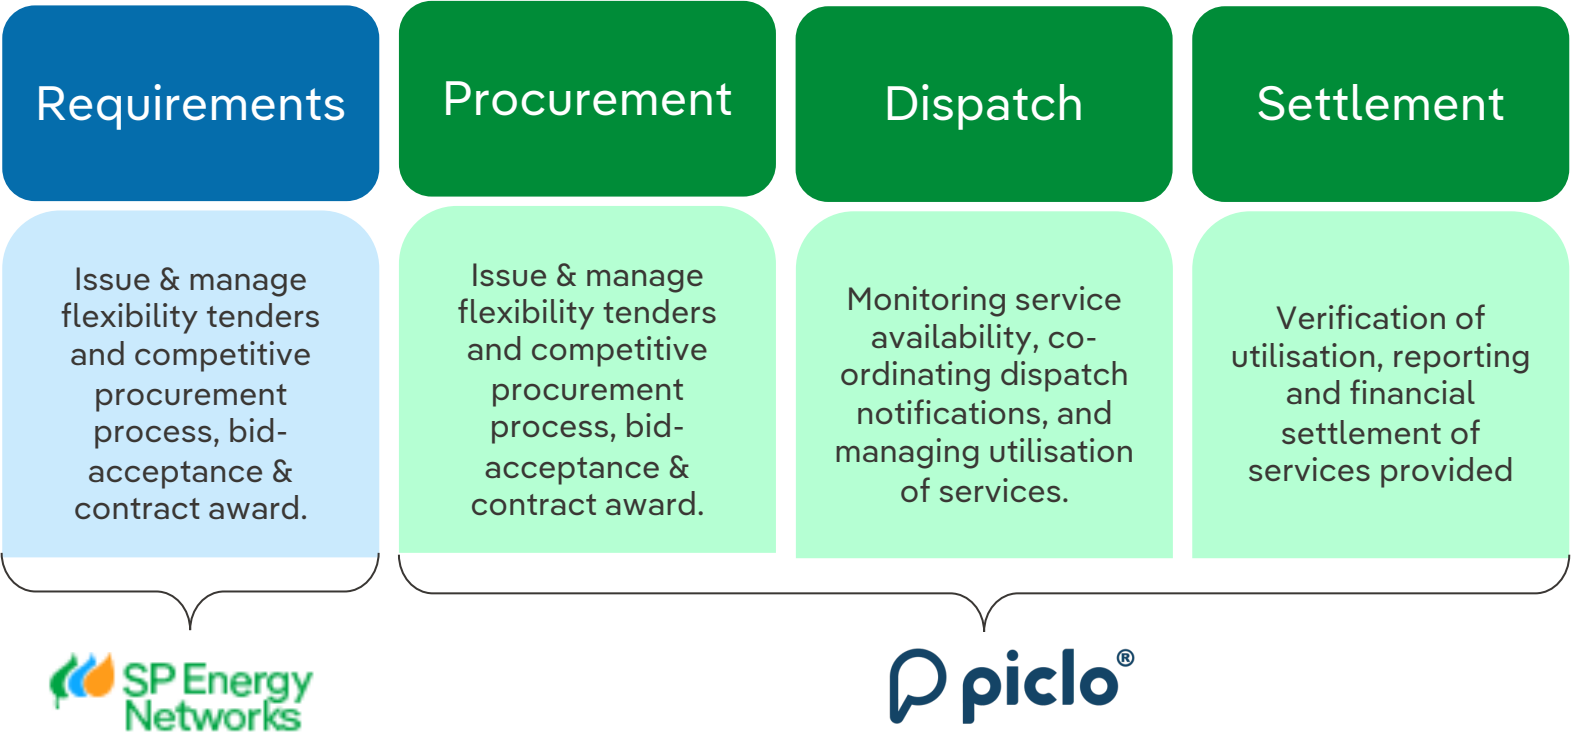 Requirements
Issue & manage
flexibility tenders
and competitive
procurement
process, bid-
acceptance &
contract award.
Procurement
Issue & manage
flexibility tenders
and competitive
procurement
process, bid-
acceptance &
contract award.
Dispatch
Monitoring service
availability, co-
ordinating dispatch
notifications, and
managing utilisation
of services.
Settlement
Verification of
utilisation, reporting
and financial
settlement of
services provided
SP Energy
Networks
piclo®